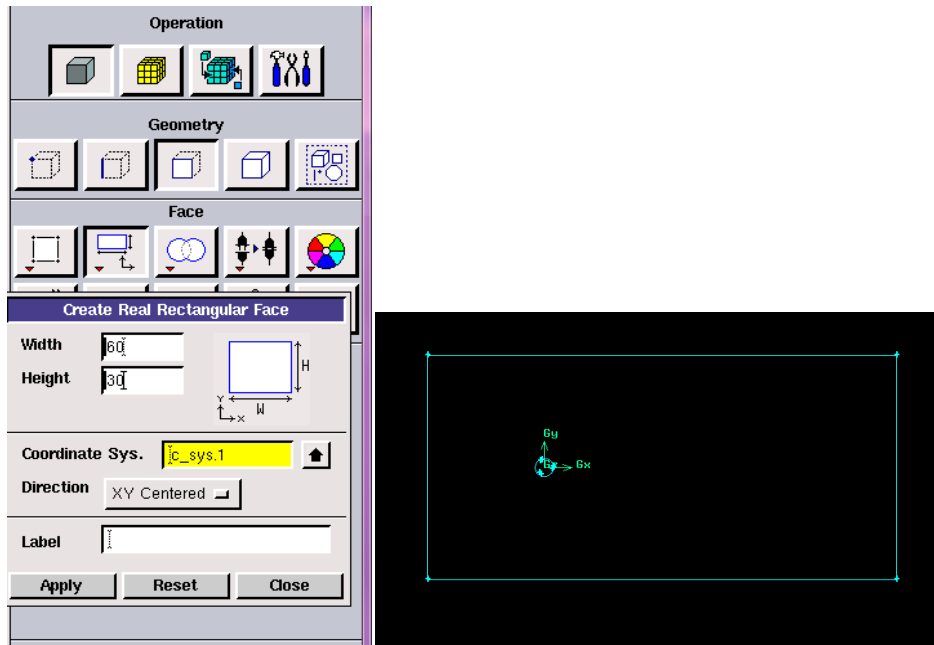 Operation
Geometry
Face
Create Real Rectangular Face
Width 60
Height 30
H
Y
X
W
Coordinate Sys. c_sys.1
Direction XY Centered
Label
Apply Reset Close
Gy
Gx